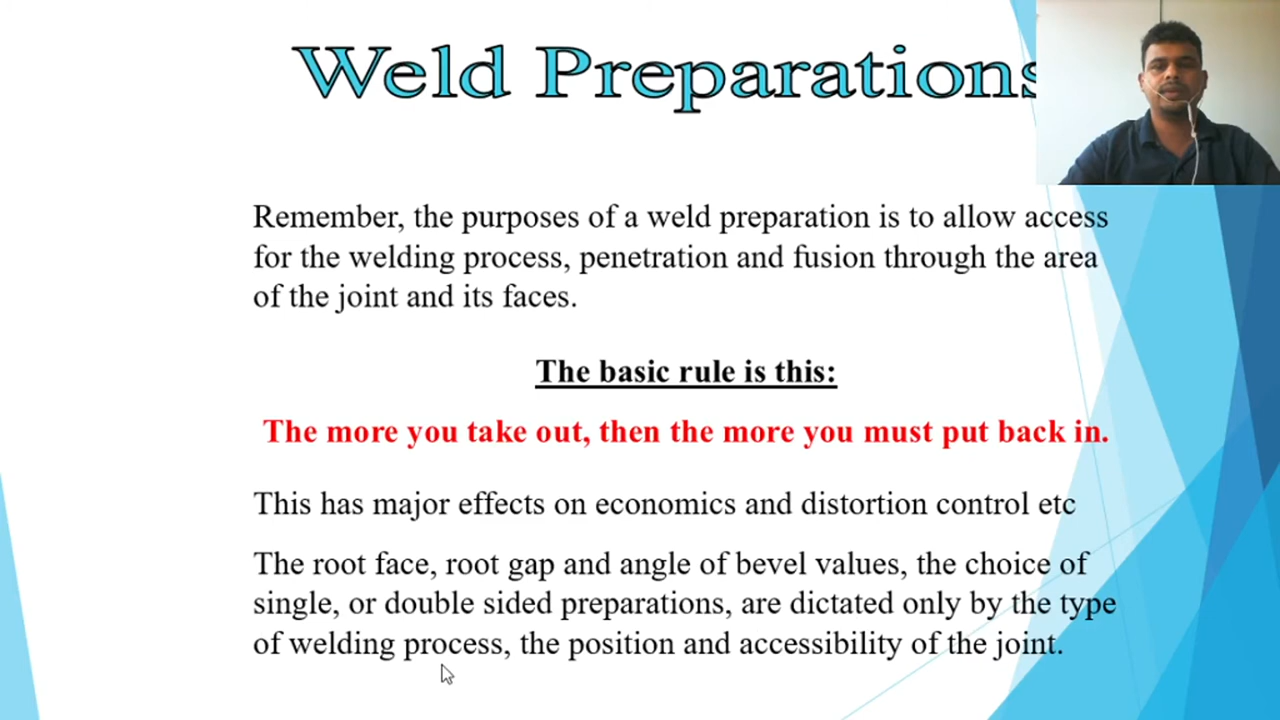 Weld Preparations
Remember, the purposes of a weld preparation is to allow access
for the welding process, penetration and fusion through the area
of the joint and its faces.
The basic rule is this:
The more you take out, then the more you must put back in.
This has major effects on economics and distortion control etc
The root face, root gap and angle of bevel values, the choice of
single, or double sided preparations, are dictated only by the type
of welding process, the position and accessibility of the joint.